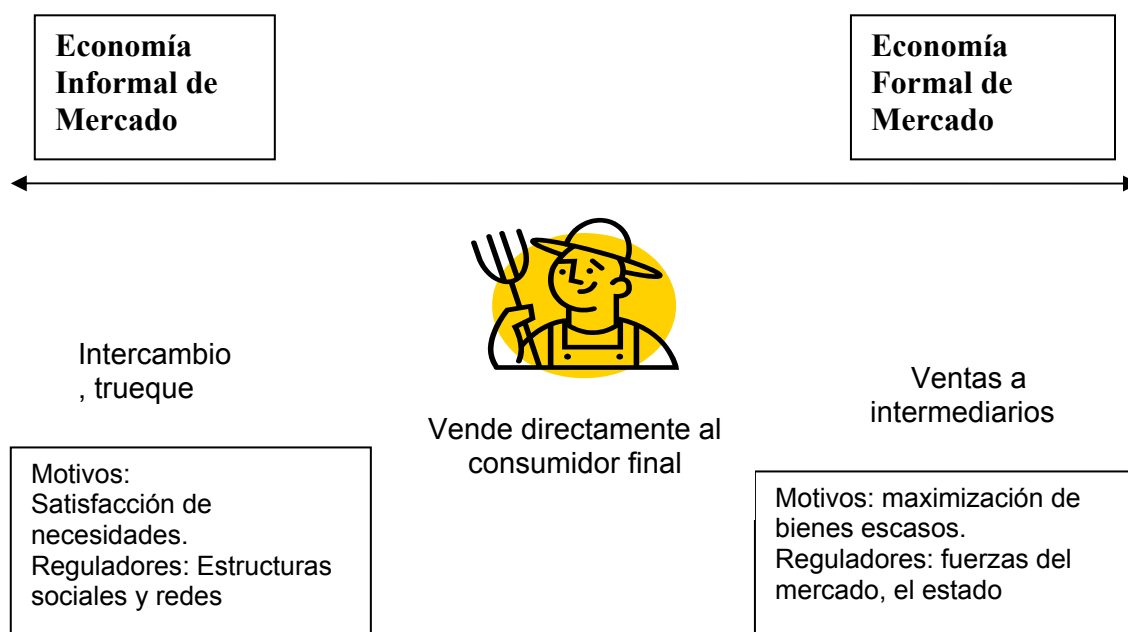 Economía
Informal de
Mercado
Economía
Formal de
Mercado
Intercambio
, trueque
Vende directamente al
consumidor final
Ventas a
intermediarios
Motivos:
Satisfacción de
necesidades.
Reguladores: Estructuras
sociales y redes
Motivos: maximización de
bienes escasos.
Reguladores: fuerzas del
mercado, el estado